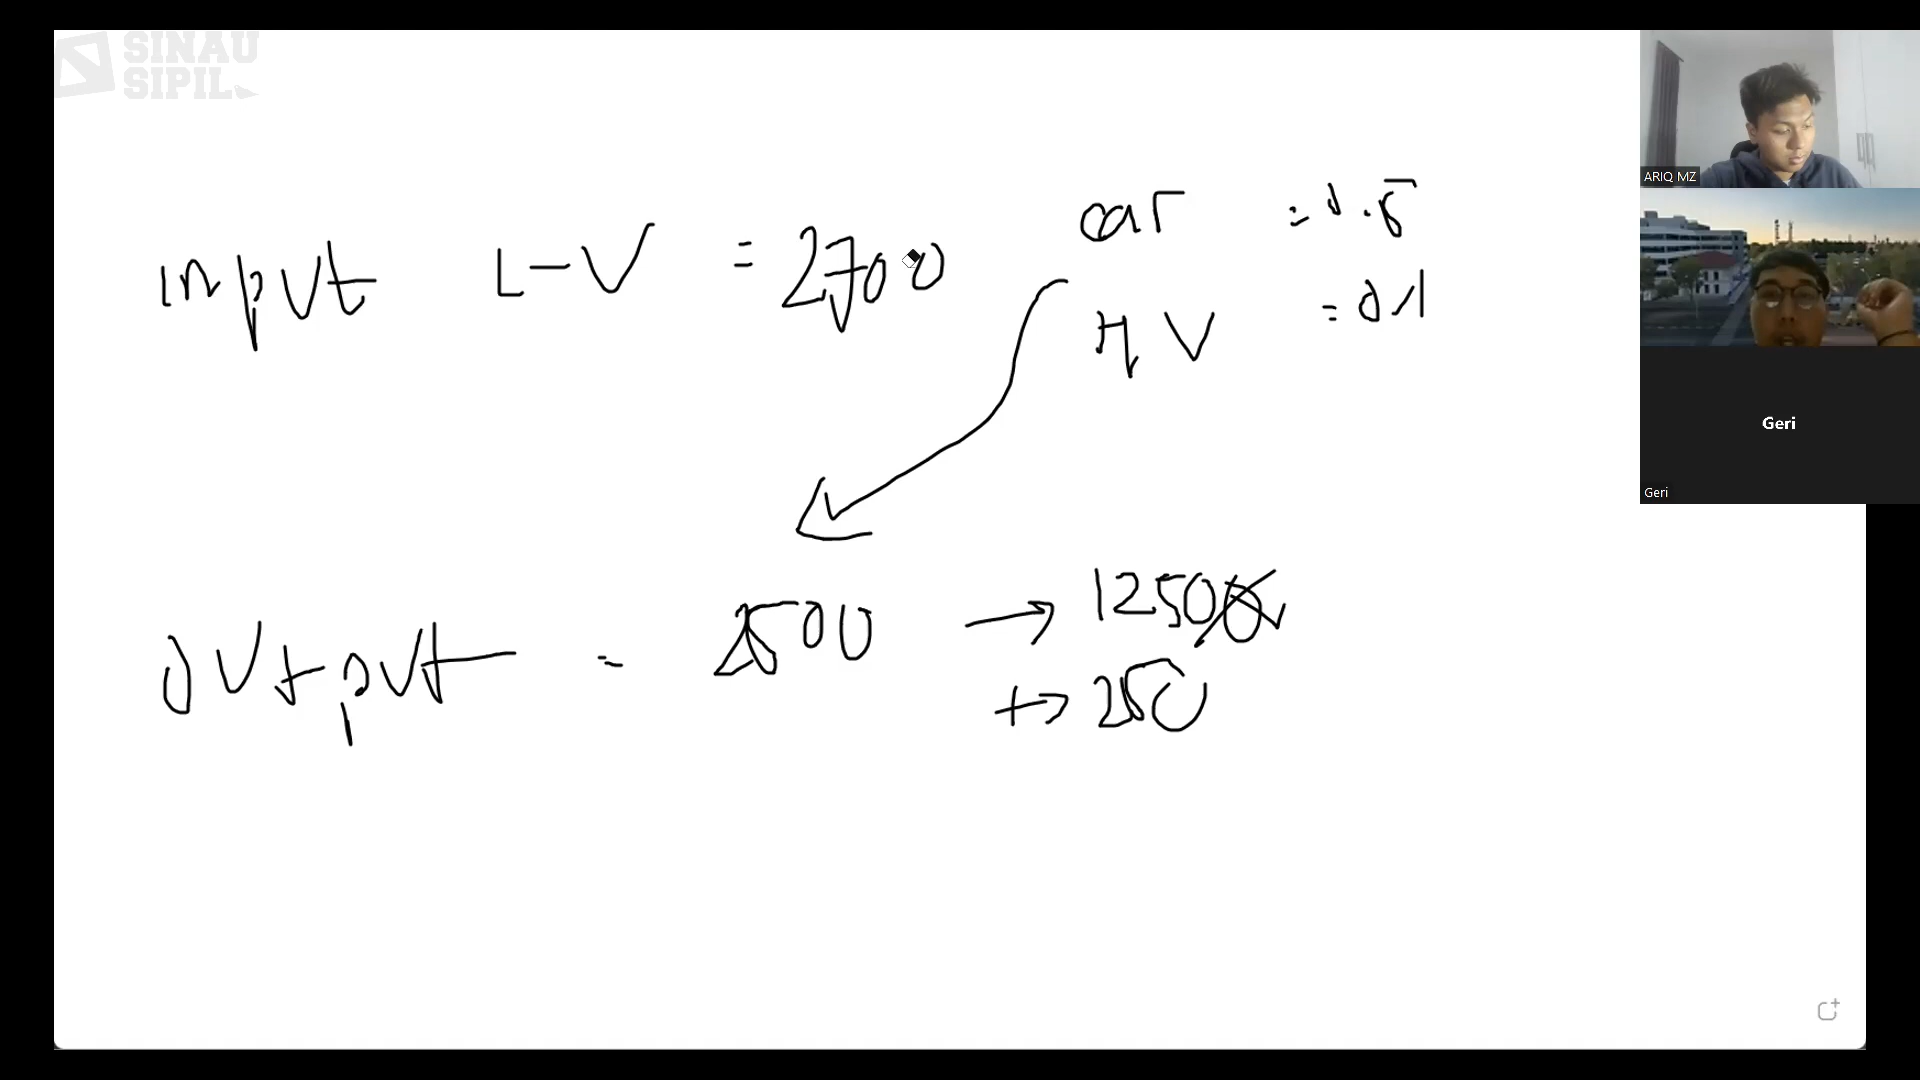 SINAU
SIPIL
input L-V = 2700
car = 0.5
HV = 0.1
output = 2500 → 1250
→ 250
ARIQ MZ
Geri
Geri